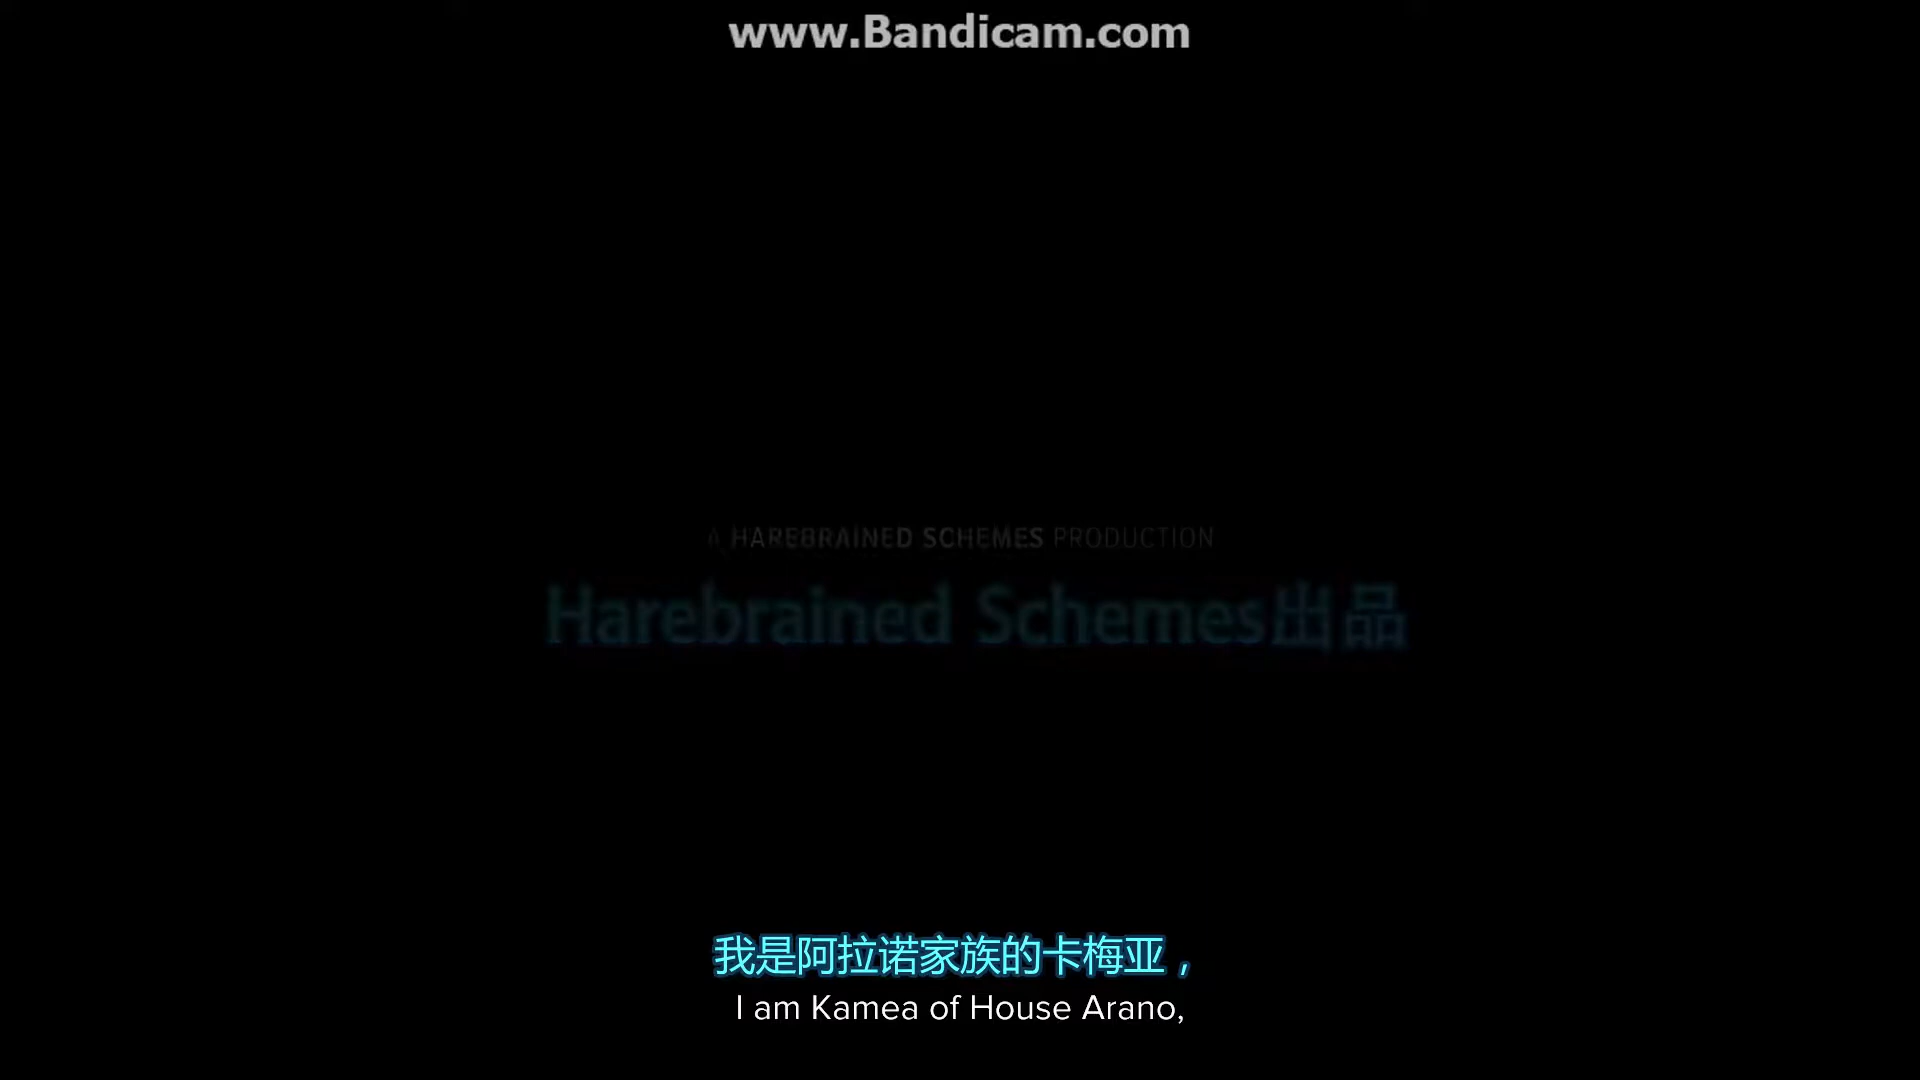 www.Bandicam.com
A HAREBRAINED SCHEMES PRODUCTION
Harebrained Schemes出品
我是阿拉诺家族的卡梅亚，
I am Kamea of House Arano,